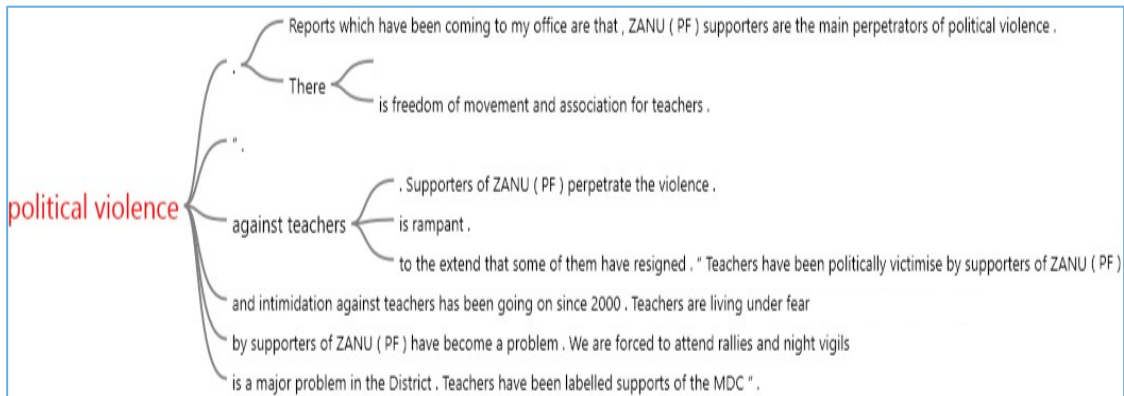 Reports which have been coming to my office are that , ZANU ( PF ) supporters are the main perpetrators of political violence .
.
There
is freedom of movement and association for teachers .
" .
. Supporters of ZANU ( PF ) perpetrate the violence .
political violence
against teachers
is rampant .
to the extend that some of them have resigned . " Teachers have been politically victimise by supporters of ZANU ( PF )
and intimidation against teachers has been going on since 2000 . Teachers are living under fear
by supporters of ZANU ( PF ) have become a problem . We are forced to attend rallies and night vigils
is a major problem in the District . Teachers have been labelled supports of the MDC " .